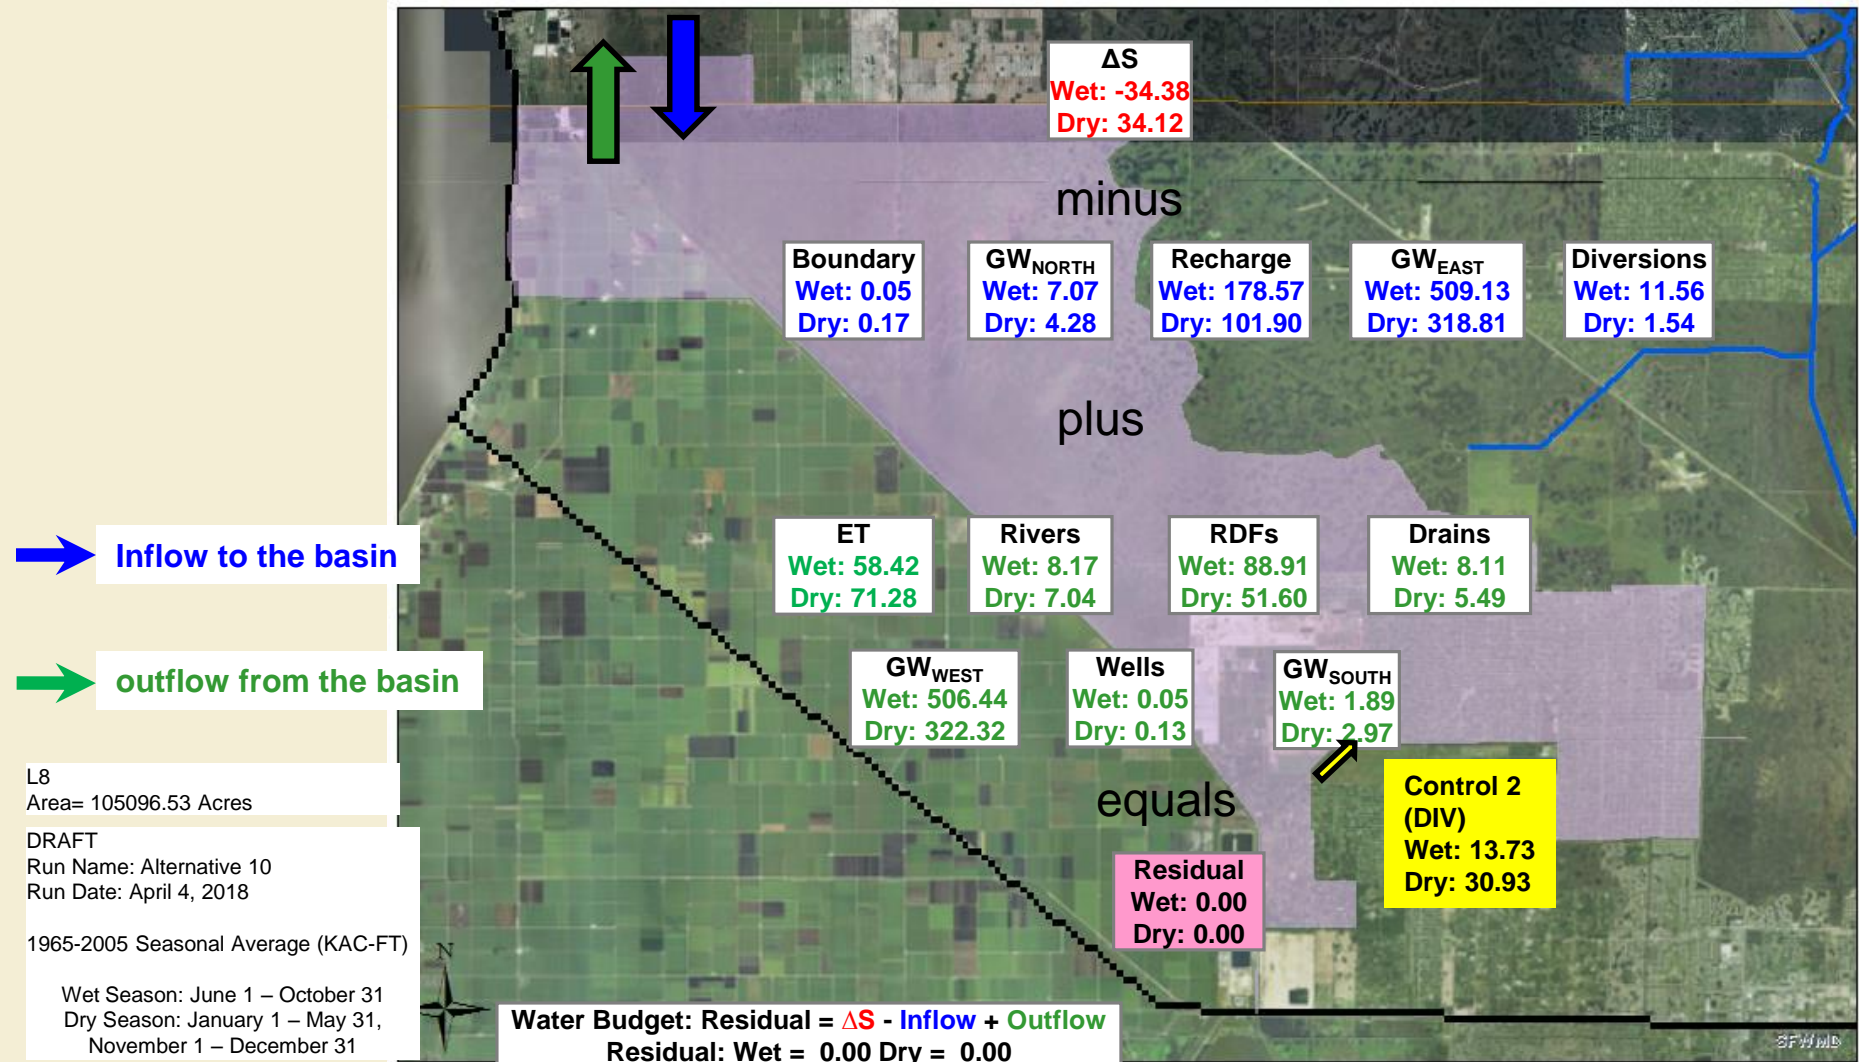 ΔS
Wet: -34.38
Dry: 34.12
minus
Boundary
Wet: 0.05
Dry: 0.17
GW NORTH
Wet: 7.07
Dry: 4.28
Recharge
Wet: 178.57
Dry: 101.90
GW EAST
Wet: 509.13
Dry: 318.81
Diversions
Wet: 11.56
Dry: 1.54
plus
ET
Wet: 58.42
Dry: 71.28
Rivers
Wet: 8.17
Dry: 7.04
RDFs
Wet: 88.91
Dry: 51.60
Drains
Wet: 8.11
Dry: 5.49
Inflow to the basin
outflow from the basin
GW WEST
Wet: 506.44
Dry: 322.32
Wells
Wet: 0.05
Dry: 0.13
GW SOUTH
Wet: 1.89
Dry: 2.97
equals
Control 2
(DIV)
Wet: 13.73
Dry: 30.93
Residual
Wet: 0.00
Dry: 0.00
L8
Area= 105096.53 Acres
DRAFT
Run Name: Alternative 10
Run Date: April 4, 2018
1965-2005 Seasonal Average (KAC-FT)
Wet Season: June 1 – October 31
Dry Season: January 1 – May 31,
November 1 – December 31
N
Water Budget: Residual = ΔS - Inflow + Outflow
Residual: Wet = 0.00 Dry = 0.00
SFWMD